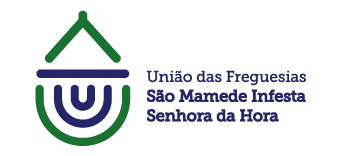 União das Freguesias
São Mamede Infesta
Senhora da Hora